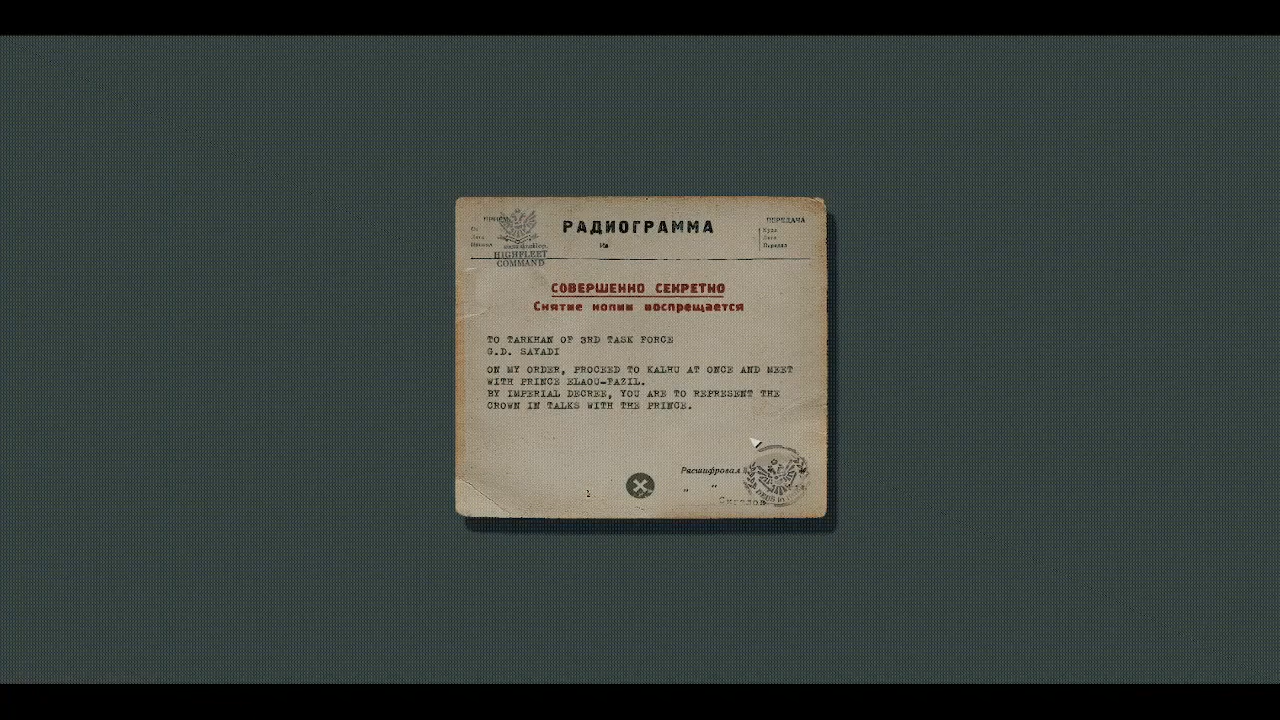 РАДИОГРАММА
ПЕРЕДАЧА
Из
Куда
HIGHFLEET
COMMAND
СОВЕРШЕННО СЕКРЕТНО
Снятие копии воспрещается
TO TARKHAN OF 3RD TASK FORCE
G.D. SAYADI
ON MY ORDER, PROCEED TO KALHU AT ONCE AND MEET
WITH PRINCE ELAOU-FAZIL.
BY IMPERIAL DECREE, YOU ARE TO REPRESENT THE
CROWN IN TALKS WITH THE PRINCE.
Расшифровал